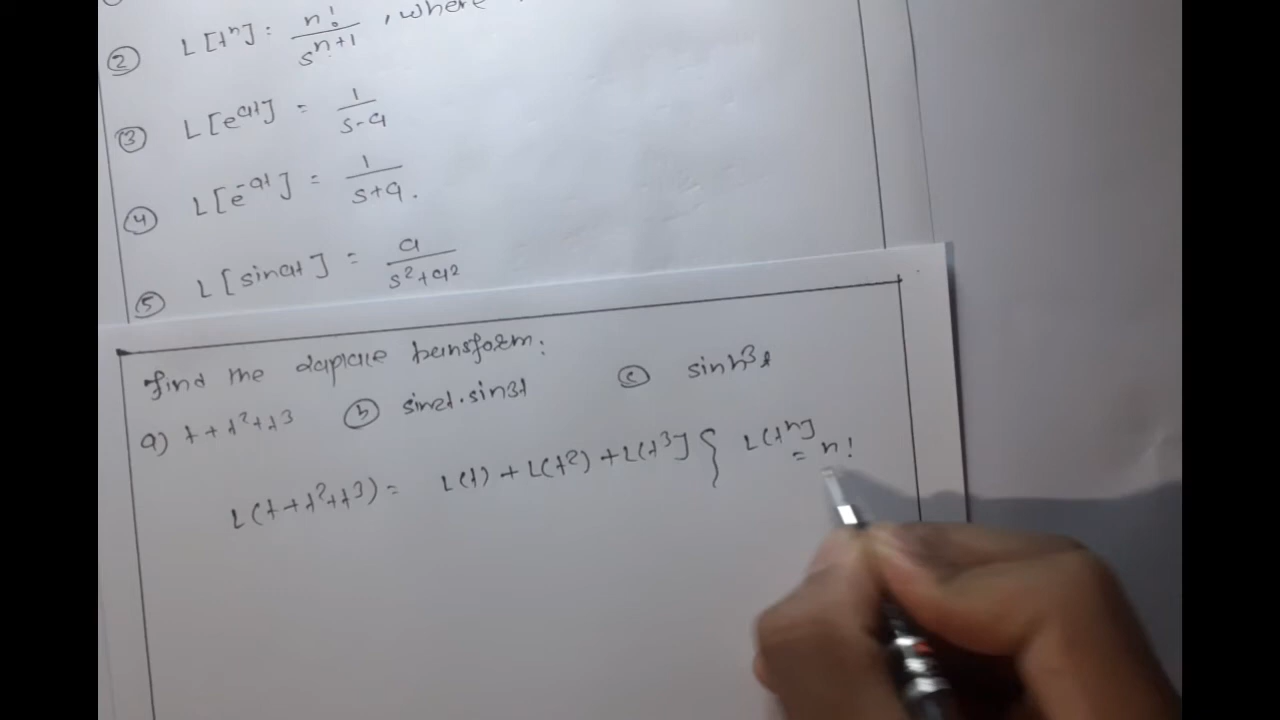 ② L[tⁿ] = n!/sⁿ⁺¹ , where
③ L[eᵃᵗ] = 1/s-a
④ L[e⁻ᵃᵗ] = 1/s+a.
⑤ L[sinat] = a/s²+a²
find the Laplace transform:
a) t+t²+t³ ⓑ sin2t.sin3t ⓒ sinh³t
L(t+t²+t³) = L(t) + L(t²) + L(t³] { L(tⁿ]
= n!